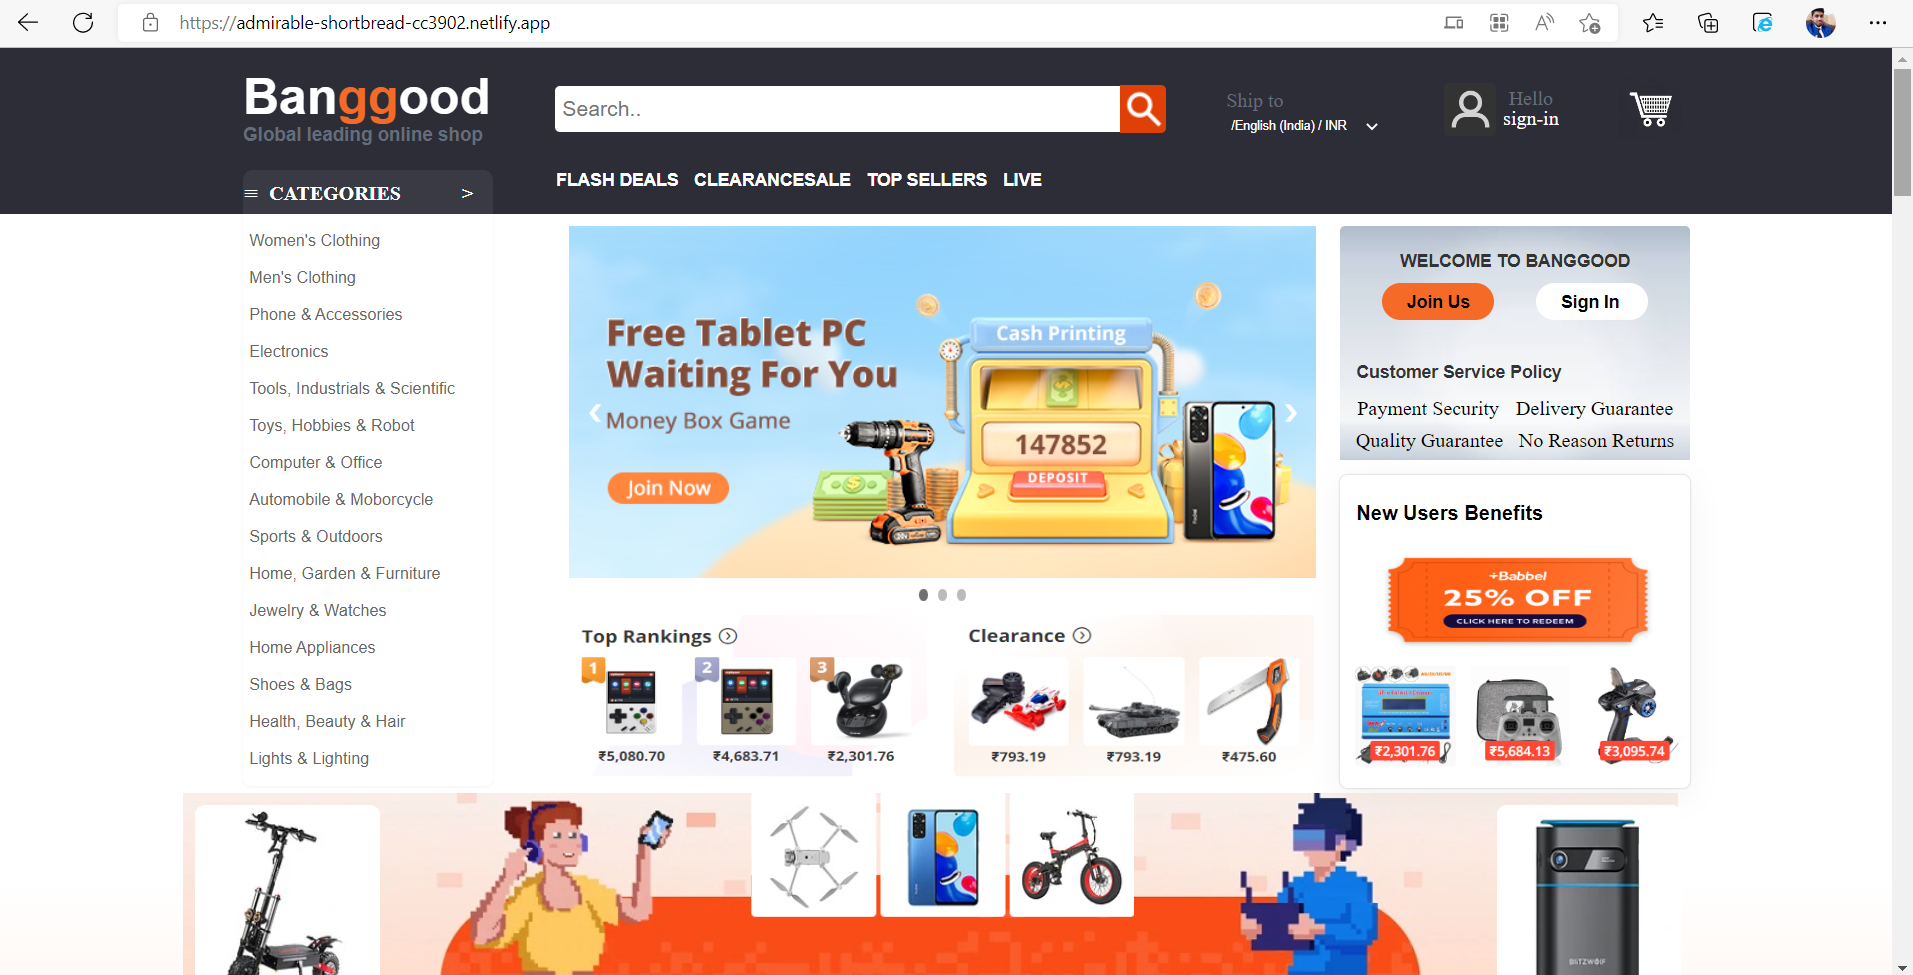 https://admirable-shortbread-cc3902.netlify.app
Banggood
Global leading online shop
Search..
Ship to
/English (India) / INR
Hello
sign-in
CATEGORIES >
FLASH DEALS CLEARANCESALE TOP SELLERS LIVE
Women's Clothing
Men's Clothing
Phone & Accessories
Electronics
Tools, Industrials & Scientific
Toys, Hobbies & Robot
Computer & Office
Automobile & Moborcycle
Sports & Outdoors
Home, Garden & Furniture
Jewelry & Watches
Home Appliances
Shoes & Bags
Health, Beauty & Hair
Lights & Lighting
Free Tablet PC
Waiting For You
Money Box Game
Join Now
Cash Printing
147852
DEPOSIT
Redmi
Top Rankings
1
2
3
₹5,080.70
₹4,683.71
₹2,301.76
Clearance
₹793.19
₹793.19
₹475.60
WELCOME TO BANGGOOD
Join Us
Sign In
Customer Service Policy
Payment Security Delivery Guarantee
Quality Guarantee No Reason Returns
New Users Benefits
+Babbel
25% OFF
CLICK HERE TO REDEEM
₹2,301.76
₹5,684.13
₹3,095.74
BLITZWOLF